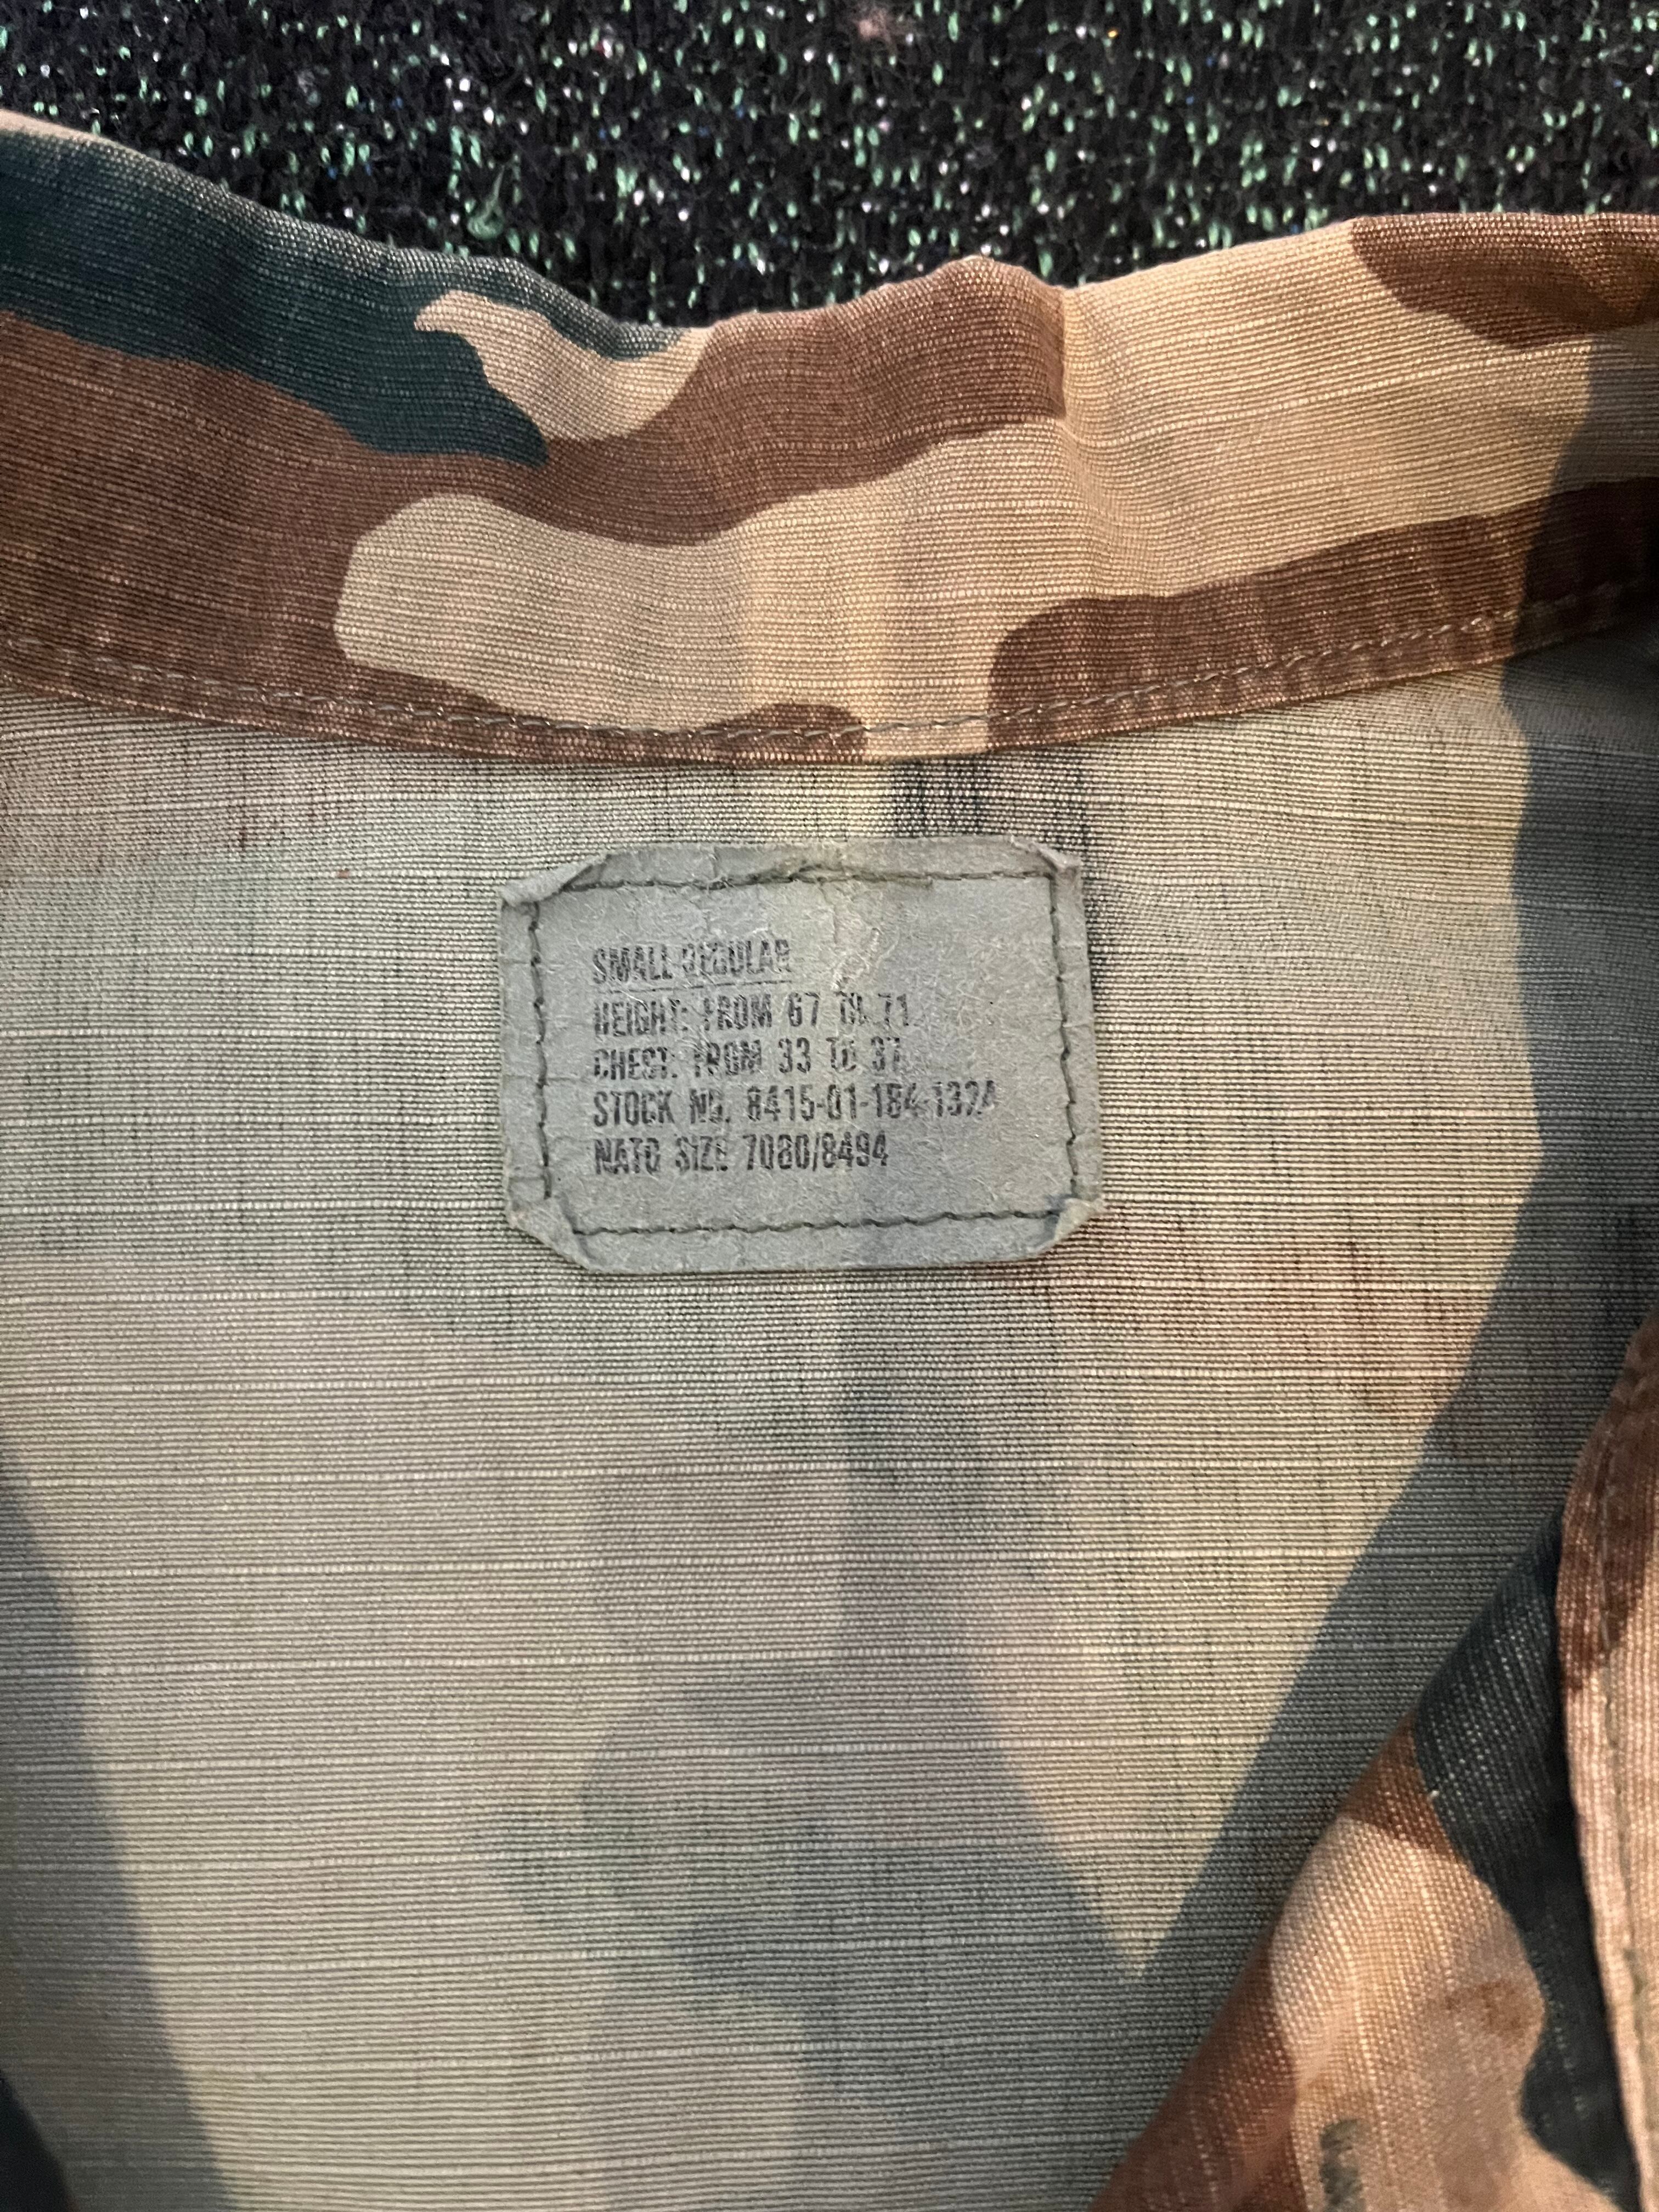 SMALL-REGULAR
HEIGHT: FROM 67 TO 71
CHEST: FROM 33 TO 37
STOCK NO. 8415-01-184-1324
NATO SIZE 7080/8494